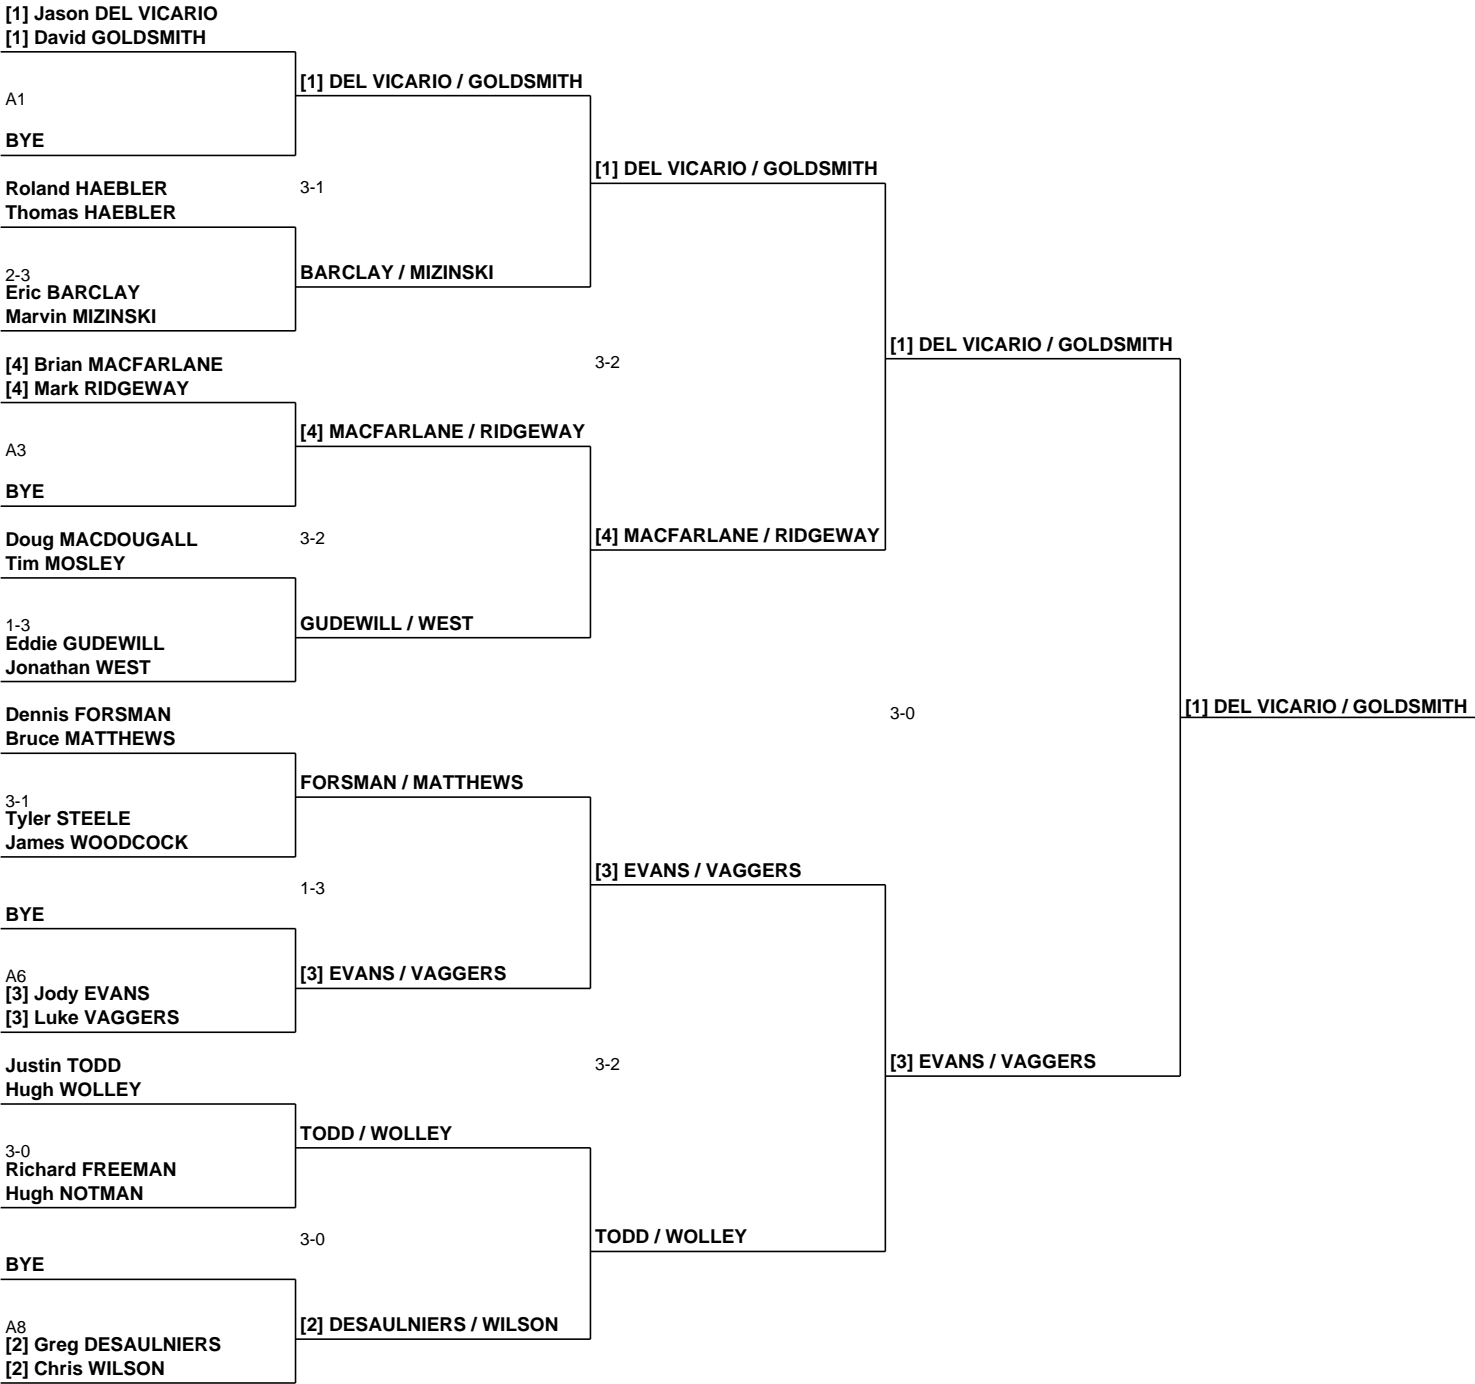 [1] Jason DEL VICARIO
[1] David GOLDSMITH
A1
BYE
Roland HAEBLER
Thomas HAEBLER
2-3
Eric BARCLAY
Marvin MIZINSKI
[4] Brian MACFARLANE
[4] Mark RIDGEWAY
A3
BYE
Doug MACDOUGALL
Tim MOSLEY
1-3
Eddie GUDEWILL
Jonathan WEST
Dennis FORSMAN
Bruce MATTHEWS
3-1
Tyler STEELE
James WOODCOCK
BYE
A6
[3] Jody EVANS
[3] Luke VAGGERS
Justin TODD
Hugh WOLLEY
3-0
Richard FREEMAN
Hugh NOTMAN
BYE
A8
[2] Greg DESAULNIERS
[2] Chris WILSON
[1] DEL VICARIO / GOLDSMITH
3-1
BARCLAY / MIZINSKI
[4] MACFARLANE / RIDGEWAY
3-2
GUDEWILL / WEST
FORSMAN / MATTHEWS
1-3
[3] EVANS / VAGGERS
TODD / WOLLEY
3-0
[2] DESAULNIERS / WILSON
[1] DEL VICARIO / GOLDSMITH
3-2
[4] MACFARLANE / RIDGEWAY
[3] EVANS / VAGGERS
3-2
TODD / WOLLEY
[1] DEL VICARIO / GOLDSMITH
3-0
[3] EVANS / VAGGERS
[1] DEL VICARIO / GOLDSMITH